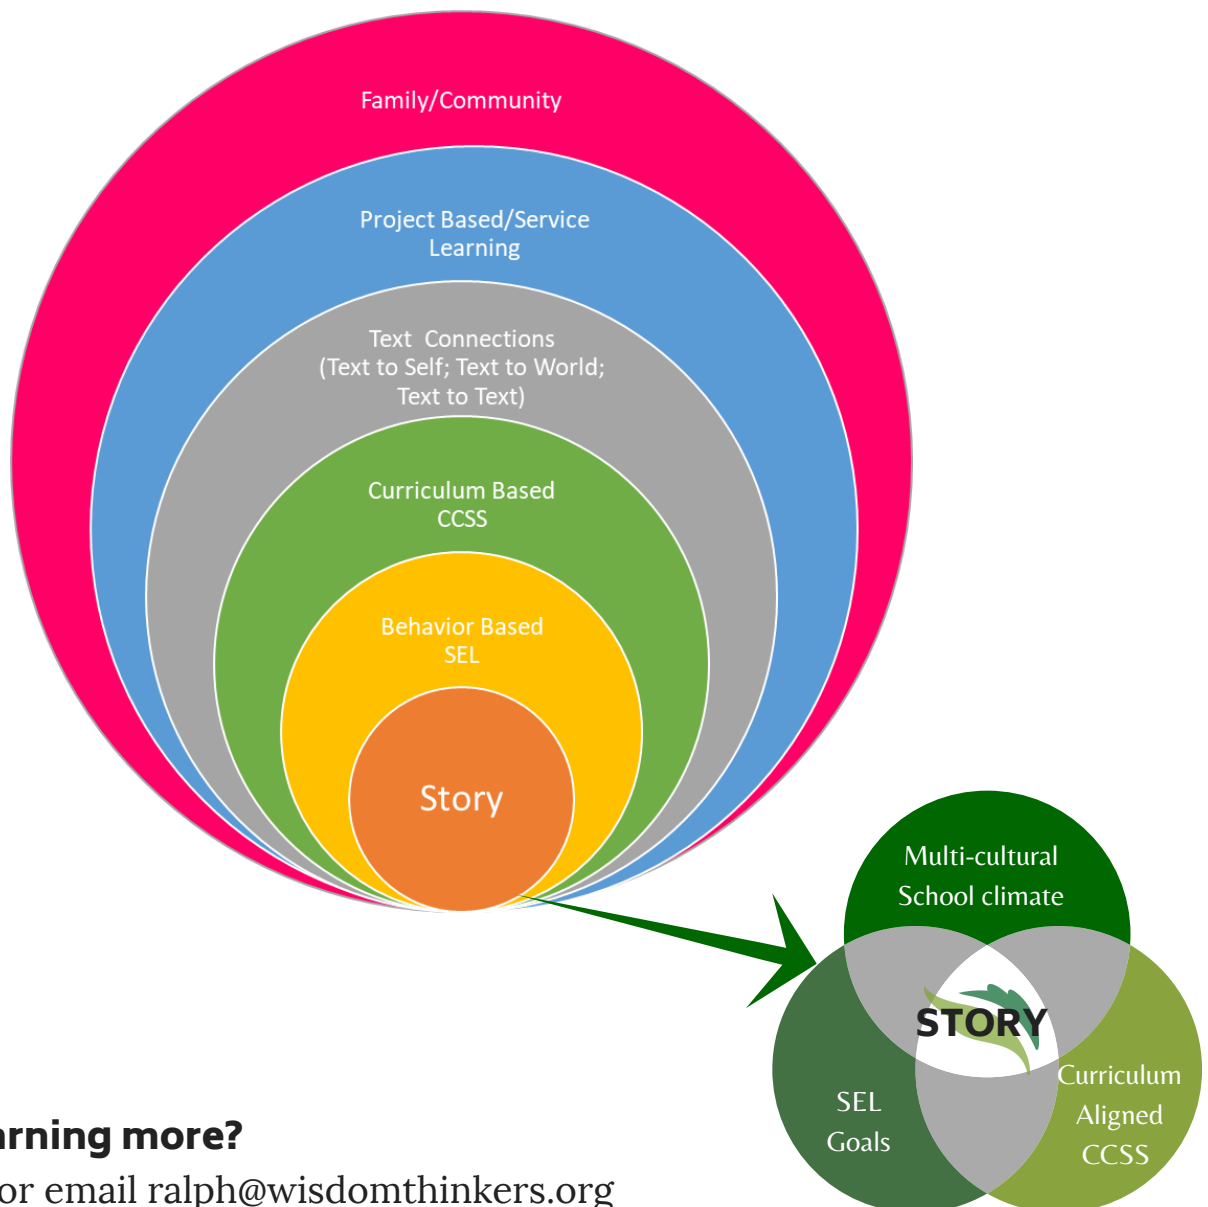 Family/Community
Project Based/Service
Learning
Text  Connections
(Text to Self; Text to World;
Text to Text)
Curriculum Based
CCSS
Behavior Based
SEL
Story
Multi-cultural
School climate
STORY
SEL
Goals
Curriculum
Aligned
CCSS
more?
or email ralph@wisdomthinkers.org